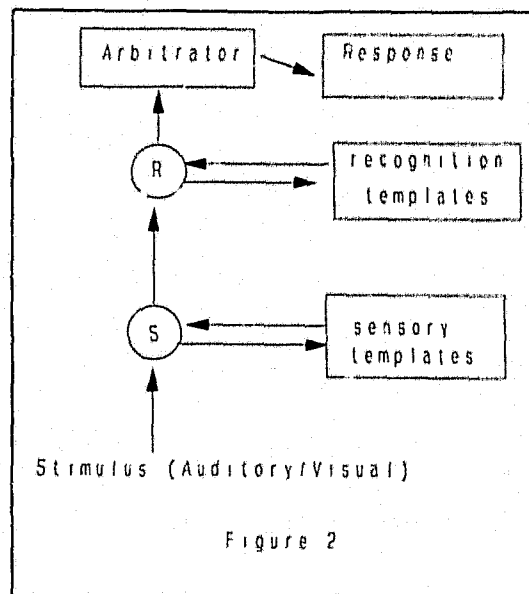 Arbitrator
Response
R
recognition
templates
S
sensory
templates
Stimulus (Auditory/Visual)
Figure 2